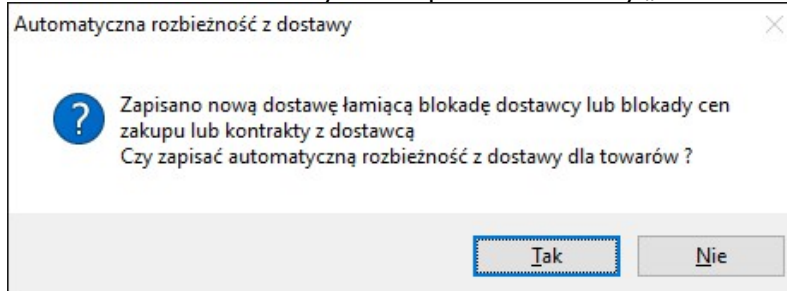 Automatyczna rozbieżność z dostawy
Zapisano nową dostawę łamiącą blokadę dostawcy lub blokady cen
zakupu lub kontrakty z dostawcą
Czy zapisać automatyczną rozbieżność z dostawy dla towarów ?
Tak
Nie